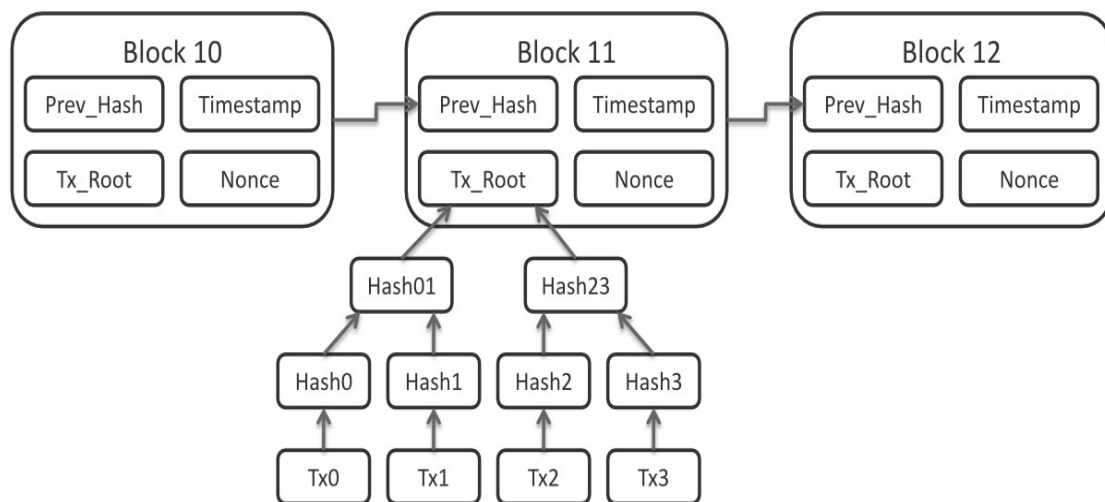 Block 10
Block 11
Block 12
Prev_Hash
Timestamp
Prev_Hash
Timestamp
Prev_Hash
Timestamp
Tx_Root
Nonce
Tx_Root
Nonce
Tx_Root
Nonce
Hash01
Hash23
Hash0
Hash1
Hash2
Hash3
Tx0
Tx1
Tx2
Tx3